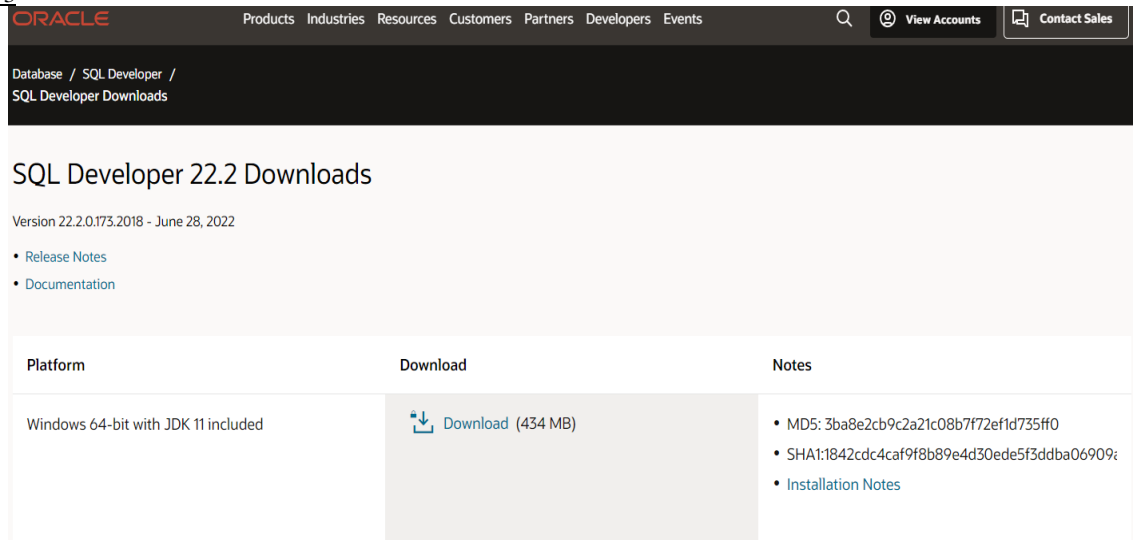 ORACLE Products Industries Resources Customers Partners Developers Events View Accounts Contact Sales
Database / SQL Developer /
SQL Developer Downloads
SQL Developer 22.2 Downloads
Version 22.2.0.173.2018 - June 28, 2022
• Release Notes
• Documentation
Platform Download Notes
Windows 64-bit with JDK 11 included Download (434 MB) • MD5: 3ba8e2cb9c2a21c08b7f72ef1d735ff0
• SHA1:1842cdc4caf9f8b89e4d30ede5f3ddba06909
• Installation Notes